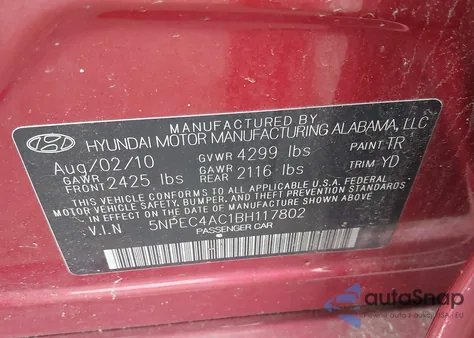 MANUFACTURED BY
HYUNDAI MOTOR MANUFACTURING ALABAMA, LLC
Aug/02/10 GVWR 4299 lbs PAINT: TR
GAWR FRONT 2425 lbs GAWR REAR 2116 lbs TRIM: YD
THIS VEHICLE CONFORMS TO ALL APPLICABLE FEDERAL
MOTOR VEHICLE SAFETY, BUMPER, AND THEFT PREVENTION STANDARDS
IN EFFECT ON THE DATE OF MANUFACTURE SHOWN ABOVE.
V.I.N 5NPEC4AC1BH117802
PASSENGER CAR
autoSnap